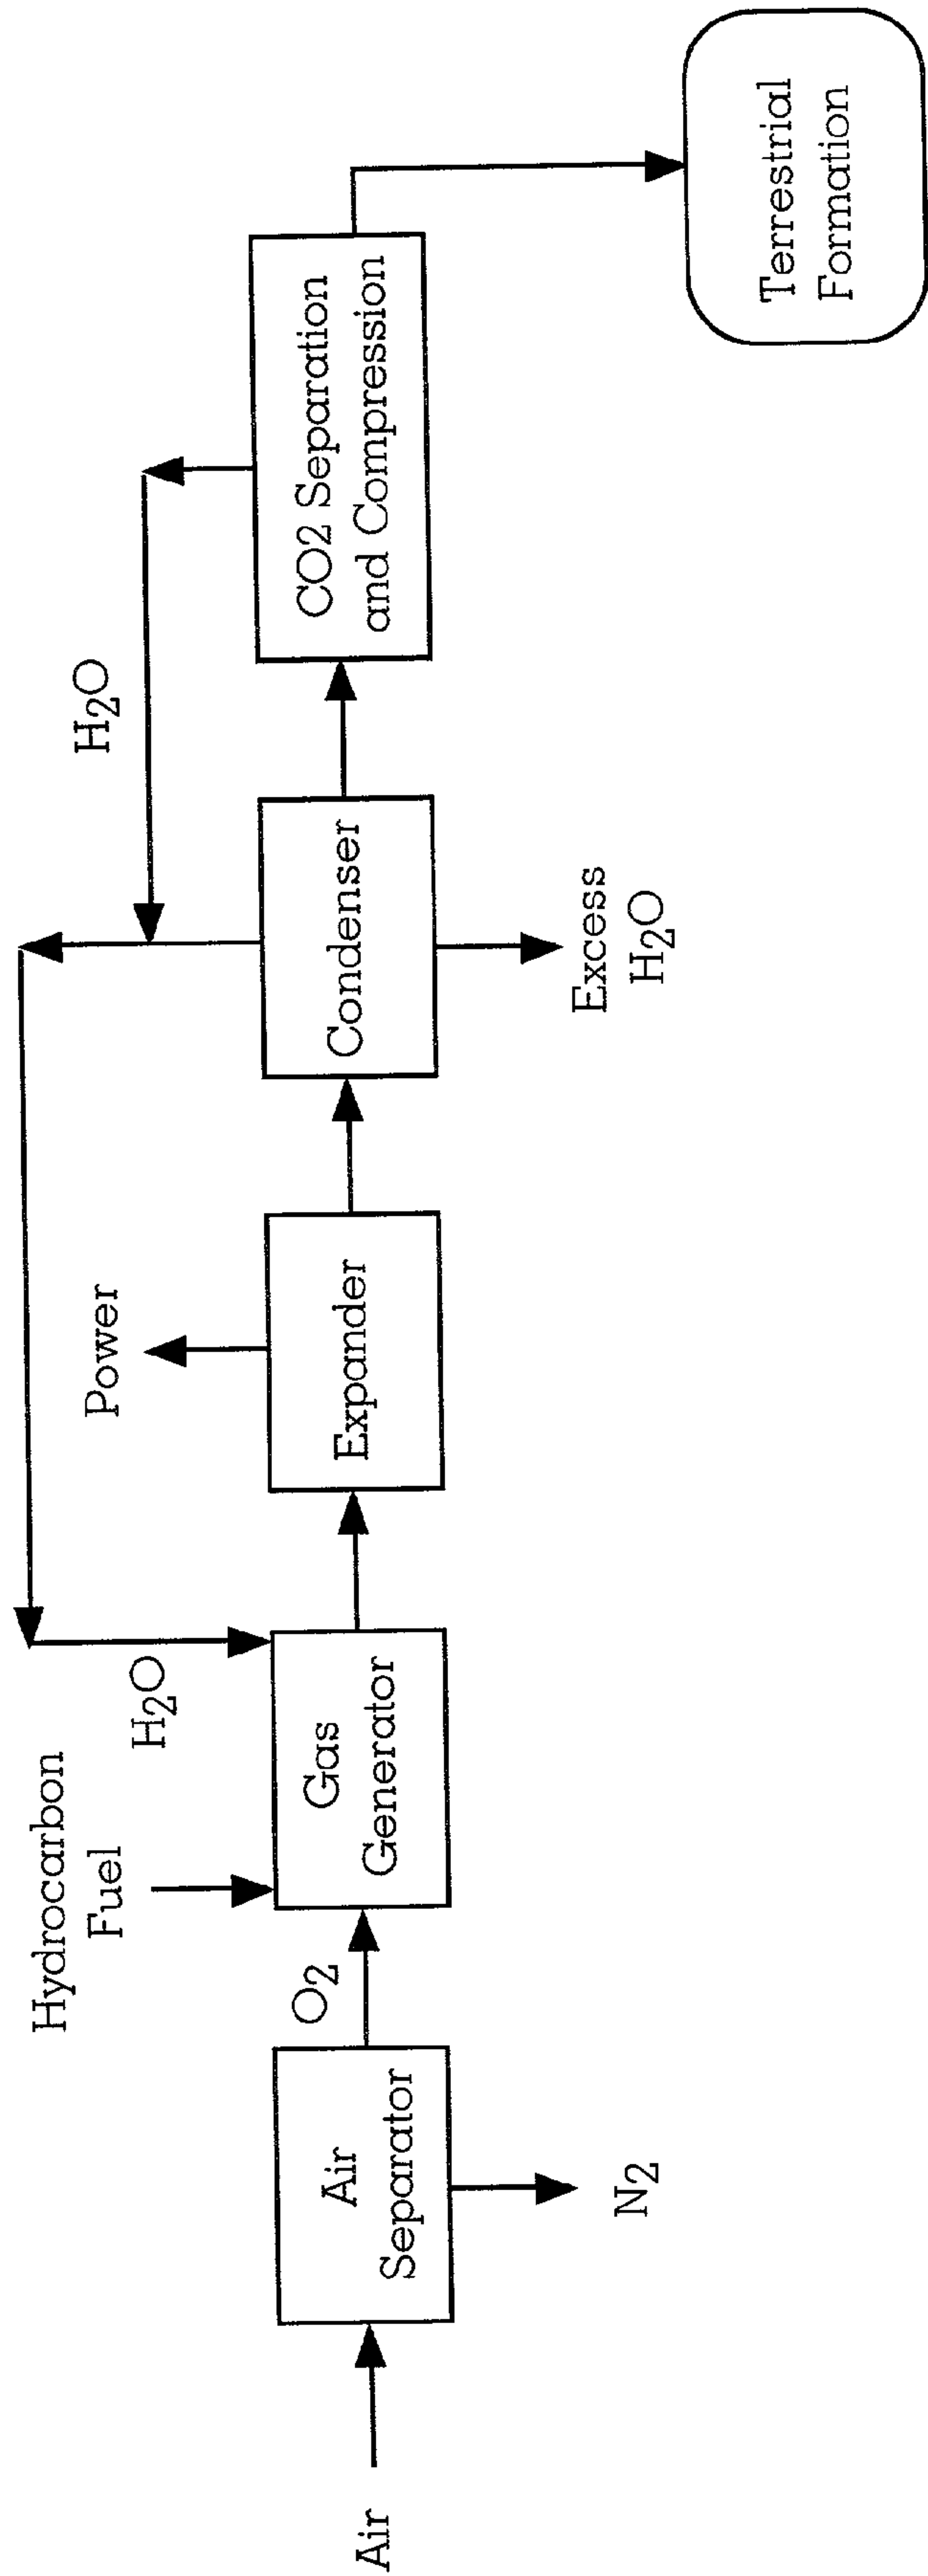 Air
Air
Separator
N2
O2
Hydrocarbon
Fuel
H2O
Gas
Generator
Power
Expander
Condenser
Excess
H2O
H2O
CO2 Separation
and Compression
Terrestrial
Formation